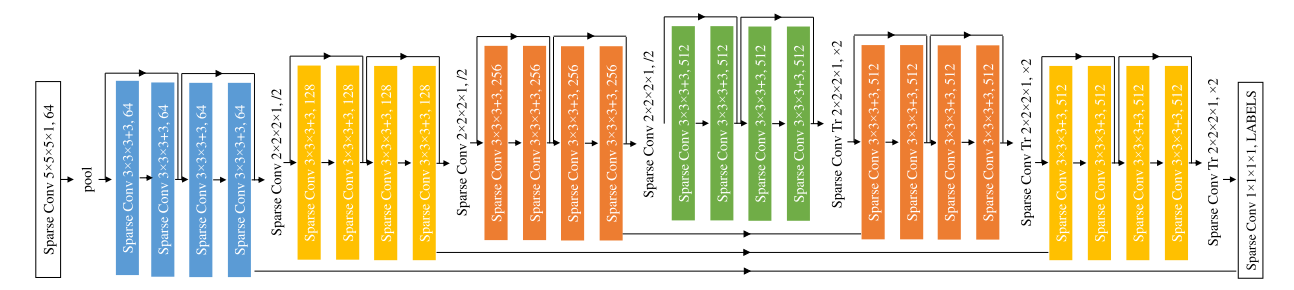 Sparse Conv 5×5×5×1, 64
pool
Sparse Conv 3×3×3+3, 64
Sparse Conv 3×3×3+3, 64
Sparse Conv 3×3×3+3, 64
Sparse Conv 3×3×3+3, 64
Sparse Conv 2×2×2×1, /2
Sparse Conv 3×3×3+3, 128
Sparse Conv 3×3×3+3, 128
Sparse Conv 3×3×3+3, 128
Sparse Conv 3×3×3+3, 128
Sparse Conv 2×2×2×1, /2
Sparse Conv 3×3×3+3, 256
Sparse Conv 3×3×3+3, 256
Sparse Conv 3×3×3+3, 256
Sparse Conv 3×3×3+3, 256
Sparse Conv 2×2×2×1, /2
Sparse Conv 3×3×3+3, 512
Sparse Conv 3×3×3+3, 512
Sparse Conv 3×3×3+3, 512
Sparse Conv 3×3×3+3, 512
Sparse Conv Tr 2×2×2×1, ×2
Sparse Conv 3×3×3+3, 512
Sparse Conv 3×3×3+3, 512
Sparse Conv 3×3×3+3, 512
Sparse Conv 3×3×3+3, 512
Sparse Conv Tr 2×2×2×1, ×2
Sparse Conv 3×3×3+3, 512
Sparse Conv 3×3×3+3, 512
Sparse Conv 3×3×3+3, 512
Sparse Conv 3×3×3+3, 512
Sparse Conv Tr 2×2×2×1, ×2
Sparse Conv 1×1×1×1, LABELS